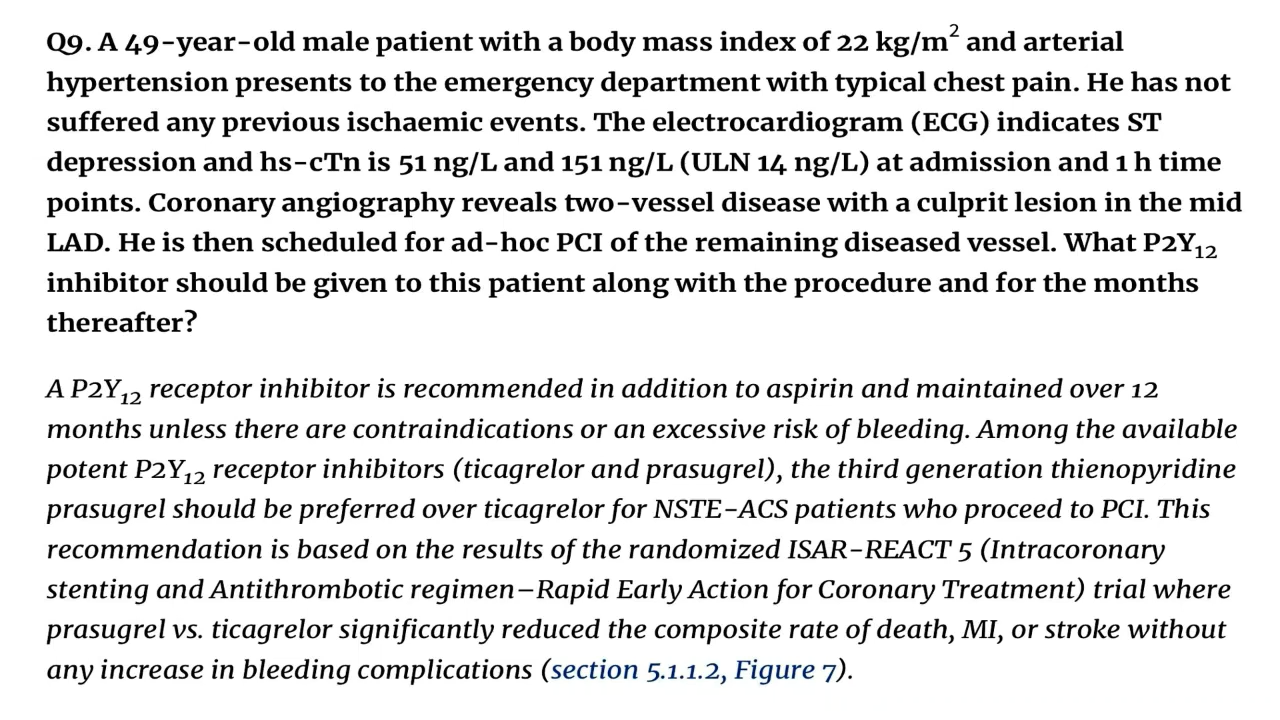 Q9. A 49-year-old male patient with a body mass index of 22 kg/m² and arterial
hypertension presents to the emergency department with typical chest pain. He has not
suffered any previous ischaemic events. The electrocardiogram (ECG) indicates ST
depression and hs-cTn is 51 ng/L and 151 ng/L (ULN 14 ng/L) at admission and 1 h time
points. Coronary angiography reveals two-vessel disease with a culprit lesion in the mid
LAD. He is then scheduled for ad-hoc PCI of the remaining diseased vessel. What P2Y₁₂
inhibitor should be given to this patient along with the procedure and for the months
thereafter?
A P2Y₁₂ receptor inhibitor is recommended in addition to aspirin and maintained over 12
months unless there are contraindications or an excessive risk of bleeding. Among the available
potent P2Y₁₂ receptor inhibitors (ticagrelor and prasugrel), the third generation thienopyridine
prasugrel should be preferred over ticagrelor for NSTE-ACS patients who proceed to PCI. This
recommendation is based on the results of the randomized ISAR-REACT 5 (Intracoronary
stenting and Antithrombotic regimen–Rapid Early Action for Coronary Treatment) trial where
prasugrel vs. ticagrelor significantly reduced the composite rate of death, MI, or stroke without
any increase in bleeding complications (section 5.1.1.2, Figure 7).